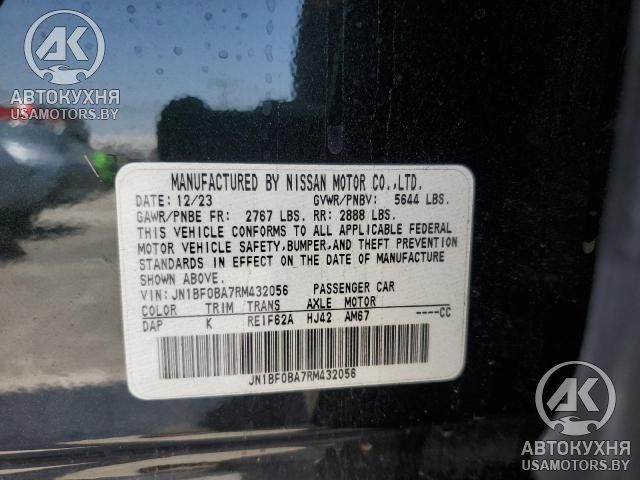 AK
АВТОКУХНЯ
USAMOTORS.BY
MANUFACTURED BY NISSAN MOTOR CO.,LTD.
DATE: 12/23 GVWR/PNBV: 5644 LBS.
GAWR/PNBE FR: 2767 LBS. RR: 2888 LBS.
THIS VEHICLE CONFORMS TO ALL APPLICABLE FEDERAL
MOTOR VEHICLE SAFETY,BUMPER,AND THEFT PREVENTION
STANDARDS IN EFFECT ON THE DATE OF MANUFACTURE
SHOWN ABOVE.
VIN: JN1BF0BA7RM432056 PASSENGER CAR
COLOR TRIM TRANS AXLE MOTOR
DAP K RE1F62A HJ42 AM67 ----CC
JN1BF0BA7RM432056
AK
АВТОКУХНЯ
USAMOTORS.BY